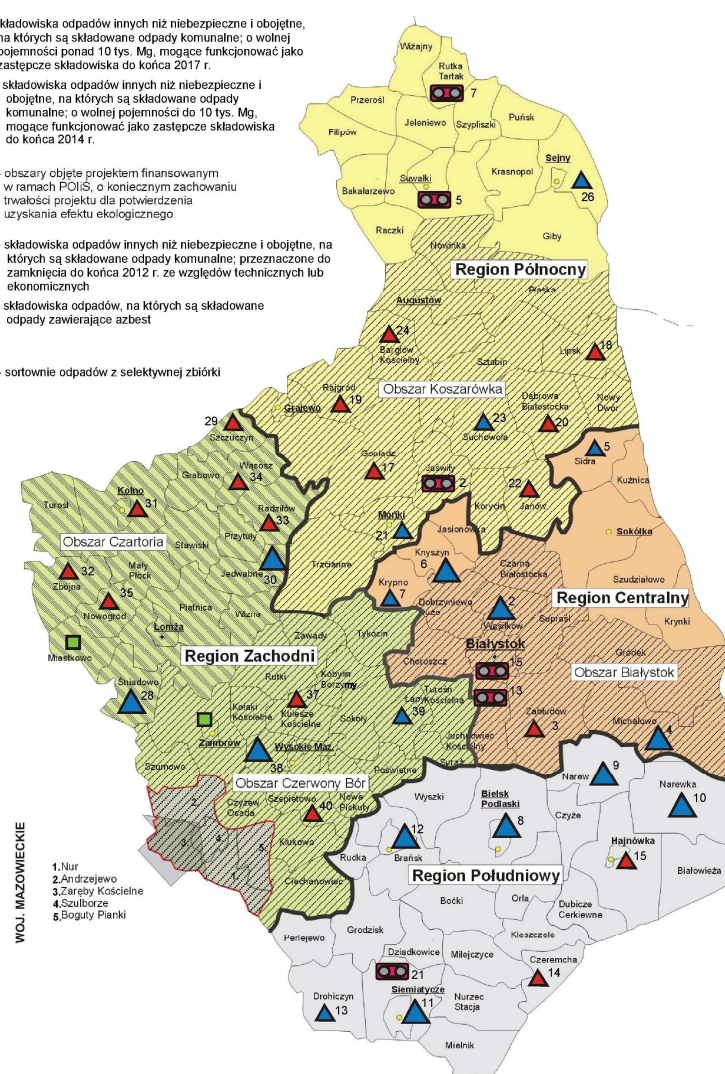 kładowiska odpadów innych niż niebezpieczne i obojętne,
na których są składowane odpady komunalne; o wolnej
pojemności ponad 10 tys. Mg, mogące funkcjonować jako
zastępcze składowiska do końca 2017 r.
składowiska odpadów innych niż niebezpieczne i
obojętne, na których są składowane odpady
komunalne; o wolnej pojemności do 10 tys. Mg,
mogące funkcjonować jako zastępcze składowiska
do końca 2014 r.
- obszary objęte projektem finansowanym
w ramach POIiŚ, o koniecznym zachowaniu
trwałości projektu dla potwierdzenia
uzyskania efektu ekologicznego
- składowiska odpadów innych niż niebezpieczne i obojętne, na
których są składowane odpady komunalne; przeznaczone do
zamknięcia do końca 2012 r. ze względów technicznych lub
ekonomicznych
składowiska odpadów, na których są składowane
odpady zawierające azbest
- sortownie odpadów z selektywnej zbiórki
Wiżajny
Rutka
Tartak
7
Przerośl
Jeleniewo
Szypliszki
Puńsk
Filipów
Sejny
26
Krasnopol
Suwałki
5
Bakałarzewo
Raczki
Giby
Nowinka
Region Północny
Płaska
Augustów
24
Bargłów
Kościelny
Sztabin
Lipsk
18
Obszar Koszarówka
Rajgród
19
Grajewo
Dąbrowa
Białostocka
20
Nowy
Dwór
23
Suchowola
29
Szczuczyn
Goniądz
17
Jaświły
2
22
Janów
Korycin
Sidra
5
Kuźnica
Wąsosz
34
Grabowo
Kolno
31
Turośl
Radziłów
33
Mońki
21
Jasionówka
Sokółka
Obszar Czartoria
Stawiski
Przytuły
Jedwabne
30
Trzcianne
Knyszyn
6
Krypno
7
Czarna
Białostocka
Szudziałowo
32
Zbójna
Mały
Płock
35
Nowogród
Piątnica
Wizna
Łomża
Dobrzyniewo
Duże
2
Wasilków
Supraśl
Region Centralny
Krynki
Miastkowo
Region Zachodni
Zawady
Tykocin
Białystok
15
Choroszcz
Gródek
Obszar Białystok
Śniadowo
28
Rutki
Kobylin
Borzymy
Kołaki
Kościelne
37
Kulesze
Kościelne
Sokoły
Łapy
39
Turośń
Kościelna
13
Zabłudów
3
Michałowo
4
Juchnowiec
Kościelny
Suraż
Zambrów
Wysokie Maz.
38
Szumowo
Poświętne
Obszar Czerwony Bór
Czyżew
Osada
Szepietowo
40
Nowe
Piekuty
Klukowo
Ciechanowiec
2.
3.
4.
5.
1.
Narew
9
Narewka
10
Wyszki
Bielsk
Podlaski
8
Czyże
12
Brańsk
Rudka
Hajnówka
15
Białowieża
Region Południowy
Boćki
Orla
Dubicze
Cerkiewne
Kleszczele
Perlejewo
Grodzisk
Dziadkowice
21
Milejczyce
Czeremcha
14
Siemiatycze
11
Drohiczyn
13
Nurzec
Stacja
Mielnik
WOJ. MAZOWIECKIE
1.Nur
2.Andrzejewo
3.Zaręby Kościelne
4.Szulborze
5.Boguty Pianki